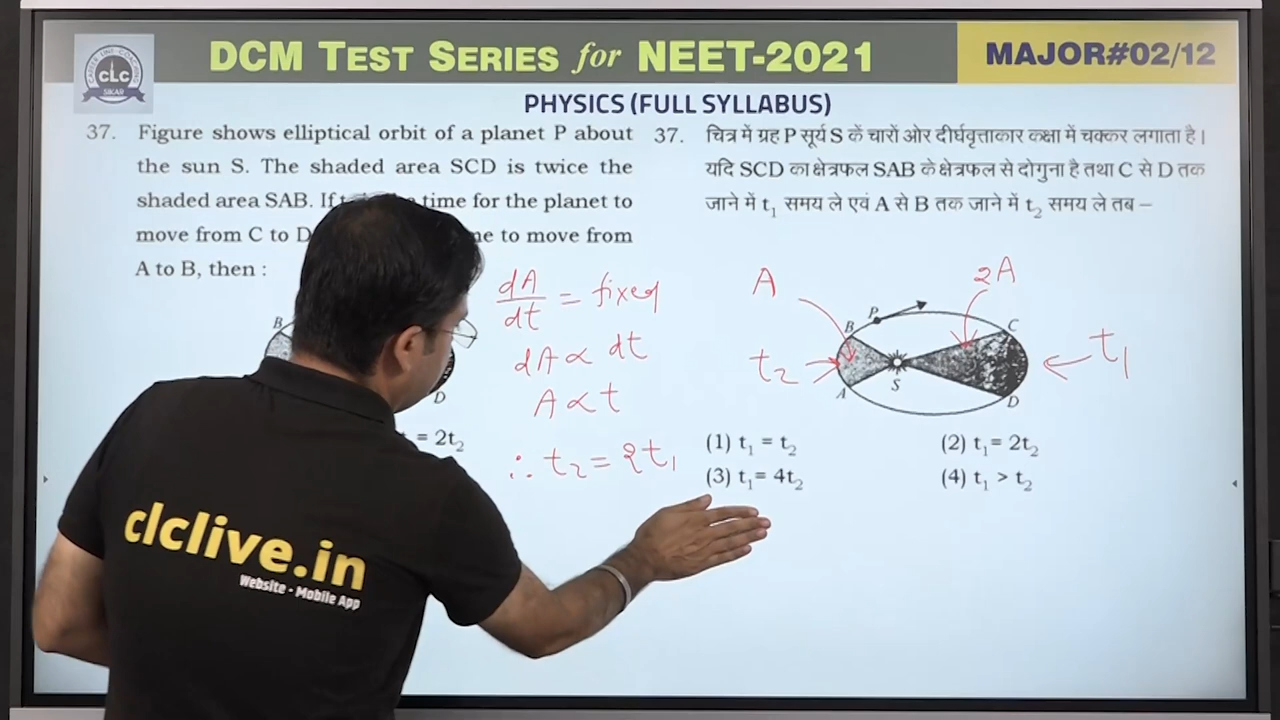 DCM TEST SERIES for NEET-2021
MAJOR#02/12
CAREER LINE COACHING
CLC
SIKAR
PHYSICS (FULL SYLLABUS)
37. Figure shows elliptical orbit of a planet P about
the sun S. The shaded area SCD is twice the
shaded area SAB. If t time for the planet to
move from C to D to move from
A to B, then :
B
D
= 2t₂
dA/dt = fixed
dA ∝ dt
A ∝ t
∴ t₂ = 2t₁
37. चित्र में ग्रह P सूर्य S कें चारों ओर दीर्घवृत्ताकार कक्षा में चक्कर लगाता है।
यदि SCD का क्षेत्रफल SAB के क्षेत्रफल से दोगुना है तथा C से D तक
जाने में t₁ समय ले एवं A से B तक जाने में t₂ समय ले तब –
A
2A
P
B
C
t₂
t₁
S
A
D
(1) t₁ = t₂
(2) t₁ = 2t₂
(3) t₁ = 4t₂
(4) t₁ > t₂
clclive.in
Website - Mobile App